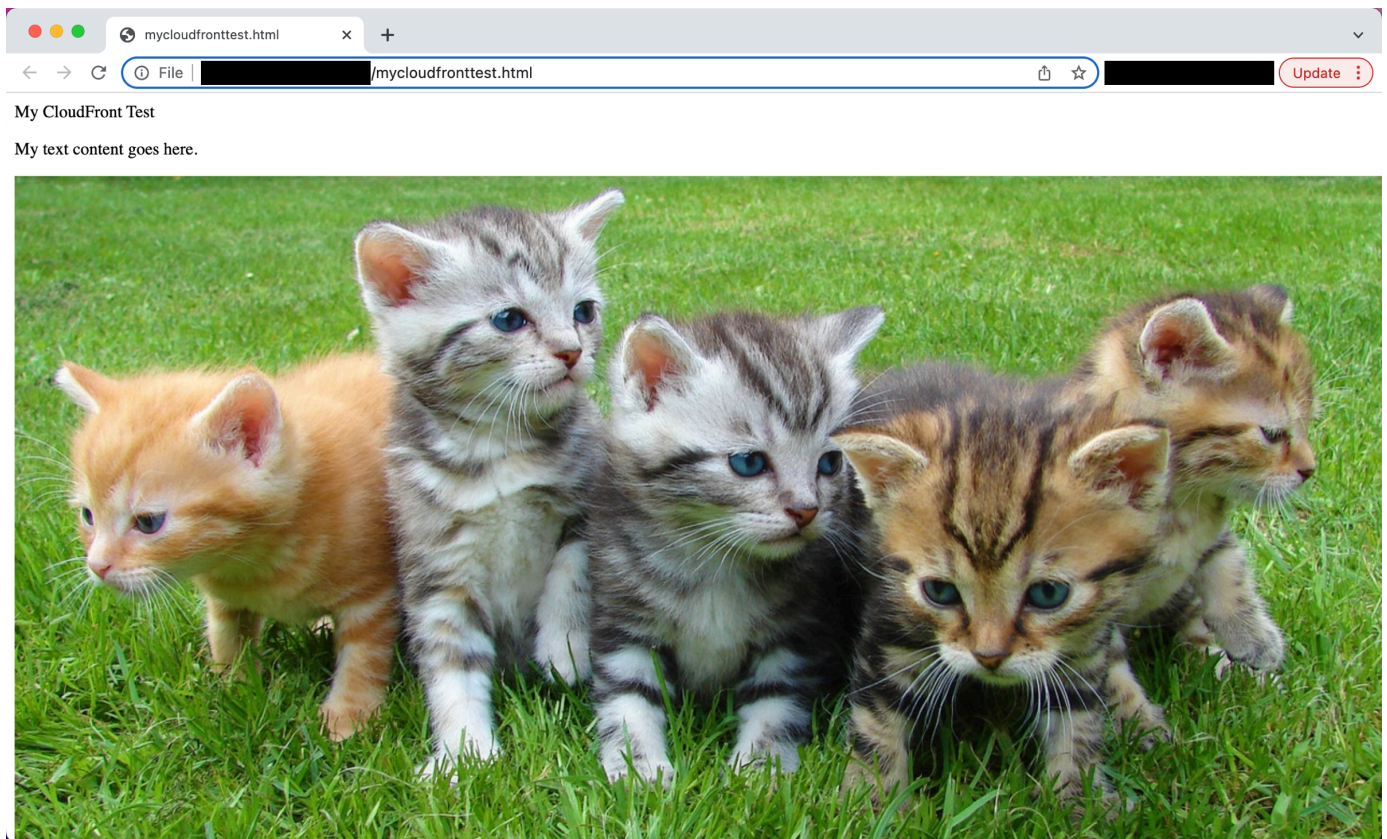 mycloudfronttest.html
File /mycloudfronttest.html Update
My CloudFront Test
My text content goes here.